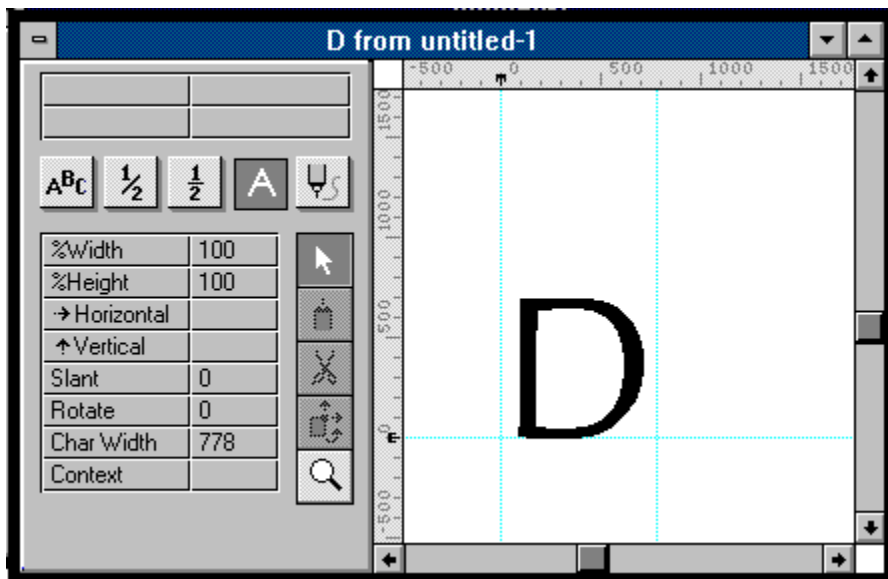 D from untitled-1
-500 0 500 1000 1500
ABC 1/2 1/2 A S
1500
1000
500
0
-500
%Width 100
%Height 100
→Horizontal
↑Vertical
Slant 0
Rotate 0
Char Width 778
Context
D